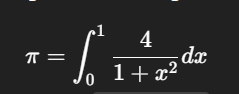 π = ∫₀¹ 4/(1 + x²) dx